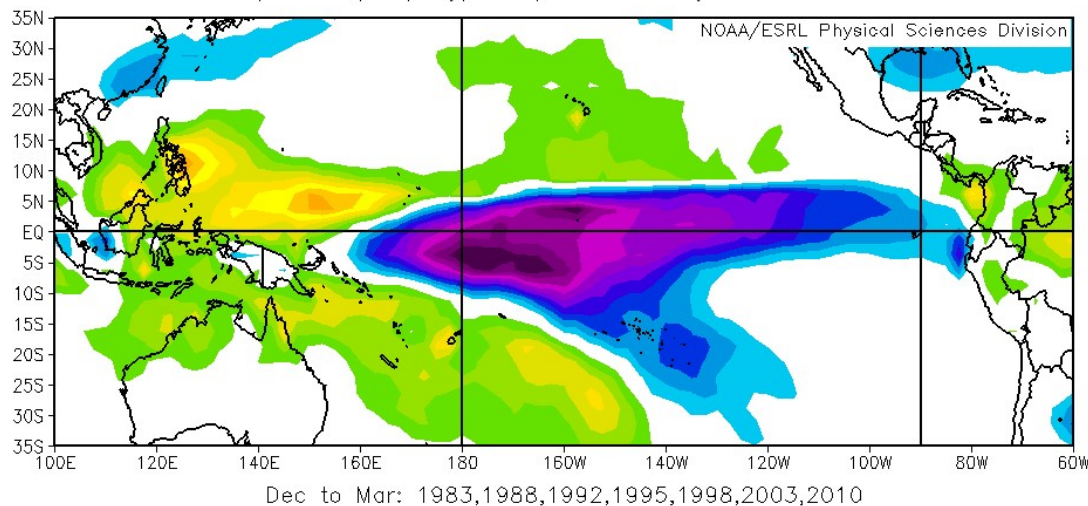 NOAA/ESRL Physical Sciences Division
35N
30N
25N
20N
15N
10N
5N
EQ
5S
10S
15S
20S
25S
30S
35S
100E 120E 140E 160E 180 160W 140W 120W 100W 80W 60W
Dec to Mar: 1983,1988,1992,1995,1998,2003,2010